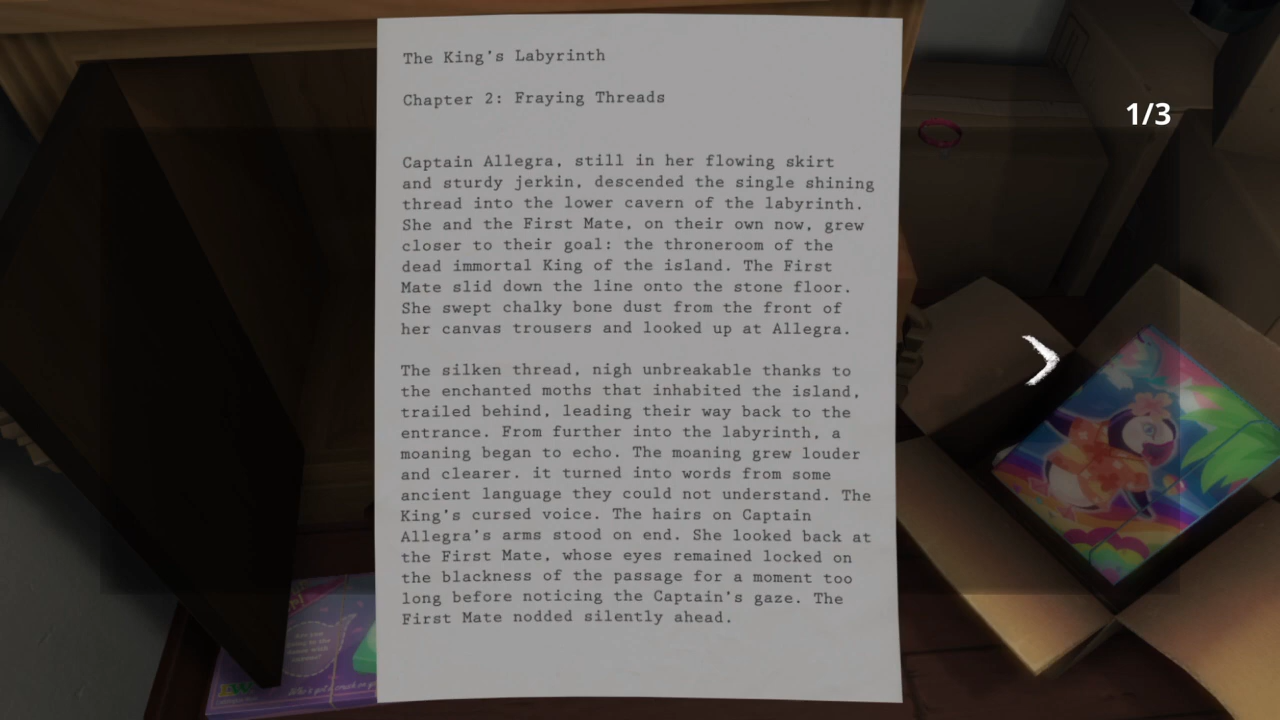 The King's Labyrinth
Chapter 2: Fraying Threads
1/3
Captain Allegra, still in her flowing skirt
and sturdy jerkin, descended the single shining
thread into the lower cavern of the labyrinth.
She and the First Mate, on their own now, grew
closer to their goal: the throneroom of the
dead immortal King of the island. The First
Mate slid down the line onto the stone floor.
She swept chalky bone dust from the front of
her canvas trousers and looked up at Allegra.
The silken thread, nigh unbreakable thanks to
the enchanted moths that inhabited the island,
trailed behind, leading their way back to the
entrance. From further into the labyrinth, a
moaning began to echo. The moaning grew louder
and clearer. it turned into words from some
ancient language they could not understand. The
King's cursed voice. The hairs on Captain
Allegra's arms stood on end. She looked back at
the First Mate, whose eyes remained locked on
the blackness of the passage for a moment too
long before noticing the Captain's gaze. The
First Mate nodded silently ahead.